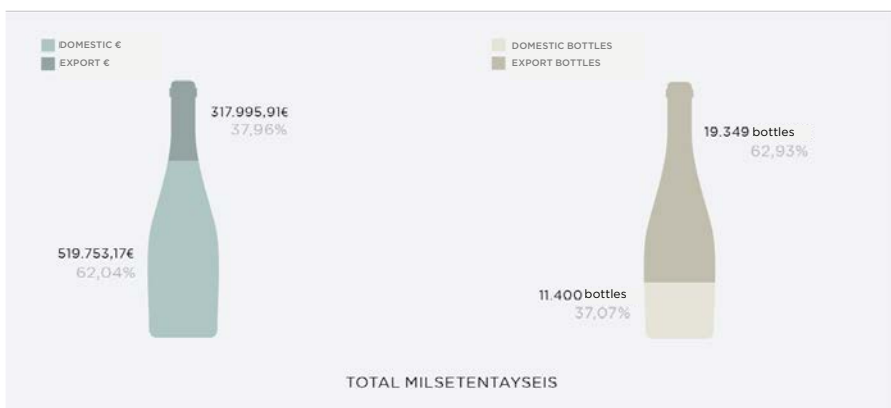 DOMESTIC €
EXPORT €
317.995,91€
37,96%
519.753,17€
62,04%
DOMESTIC BOTTLES
EXPORT BOTTLES
19.349 bottles
62,93%
11.400 bottles
37,07%
TOTAL MILSETENTAYSEIS